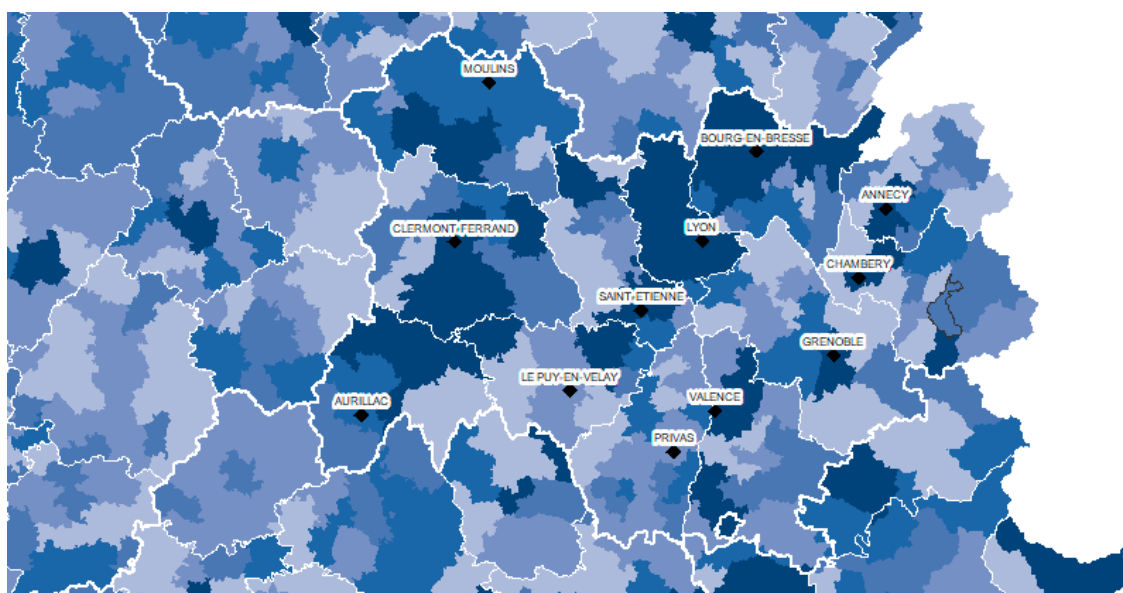 MOULINS
BOURG-EN-BRESSE
ANNECY
CLERMONT-FERRAND
LYON
CHAMBERY
SAINT-ETIENNE
GRENOBLE
LE PUY-EN-VELAY
AURILLAC
VALENCE
PRIVAS